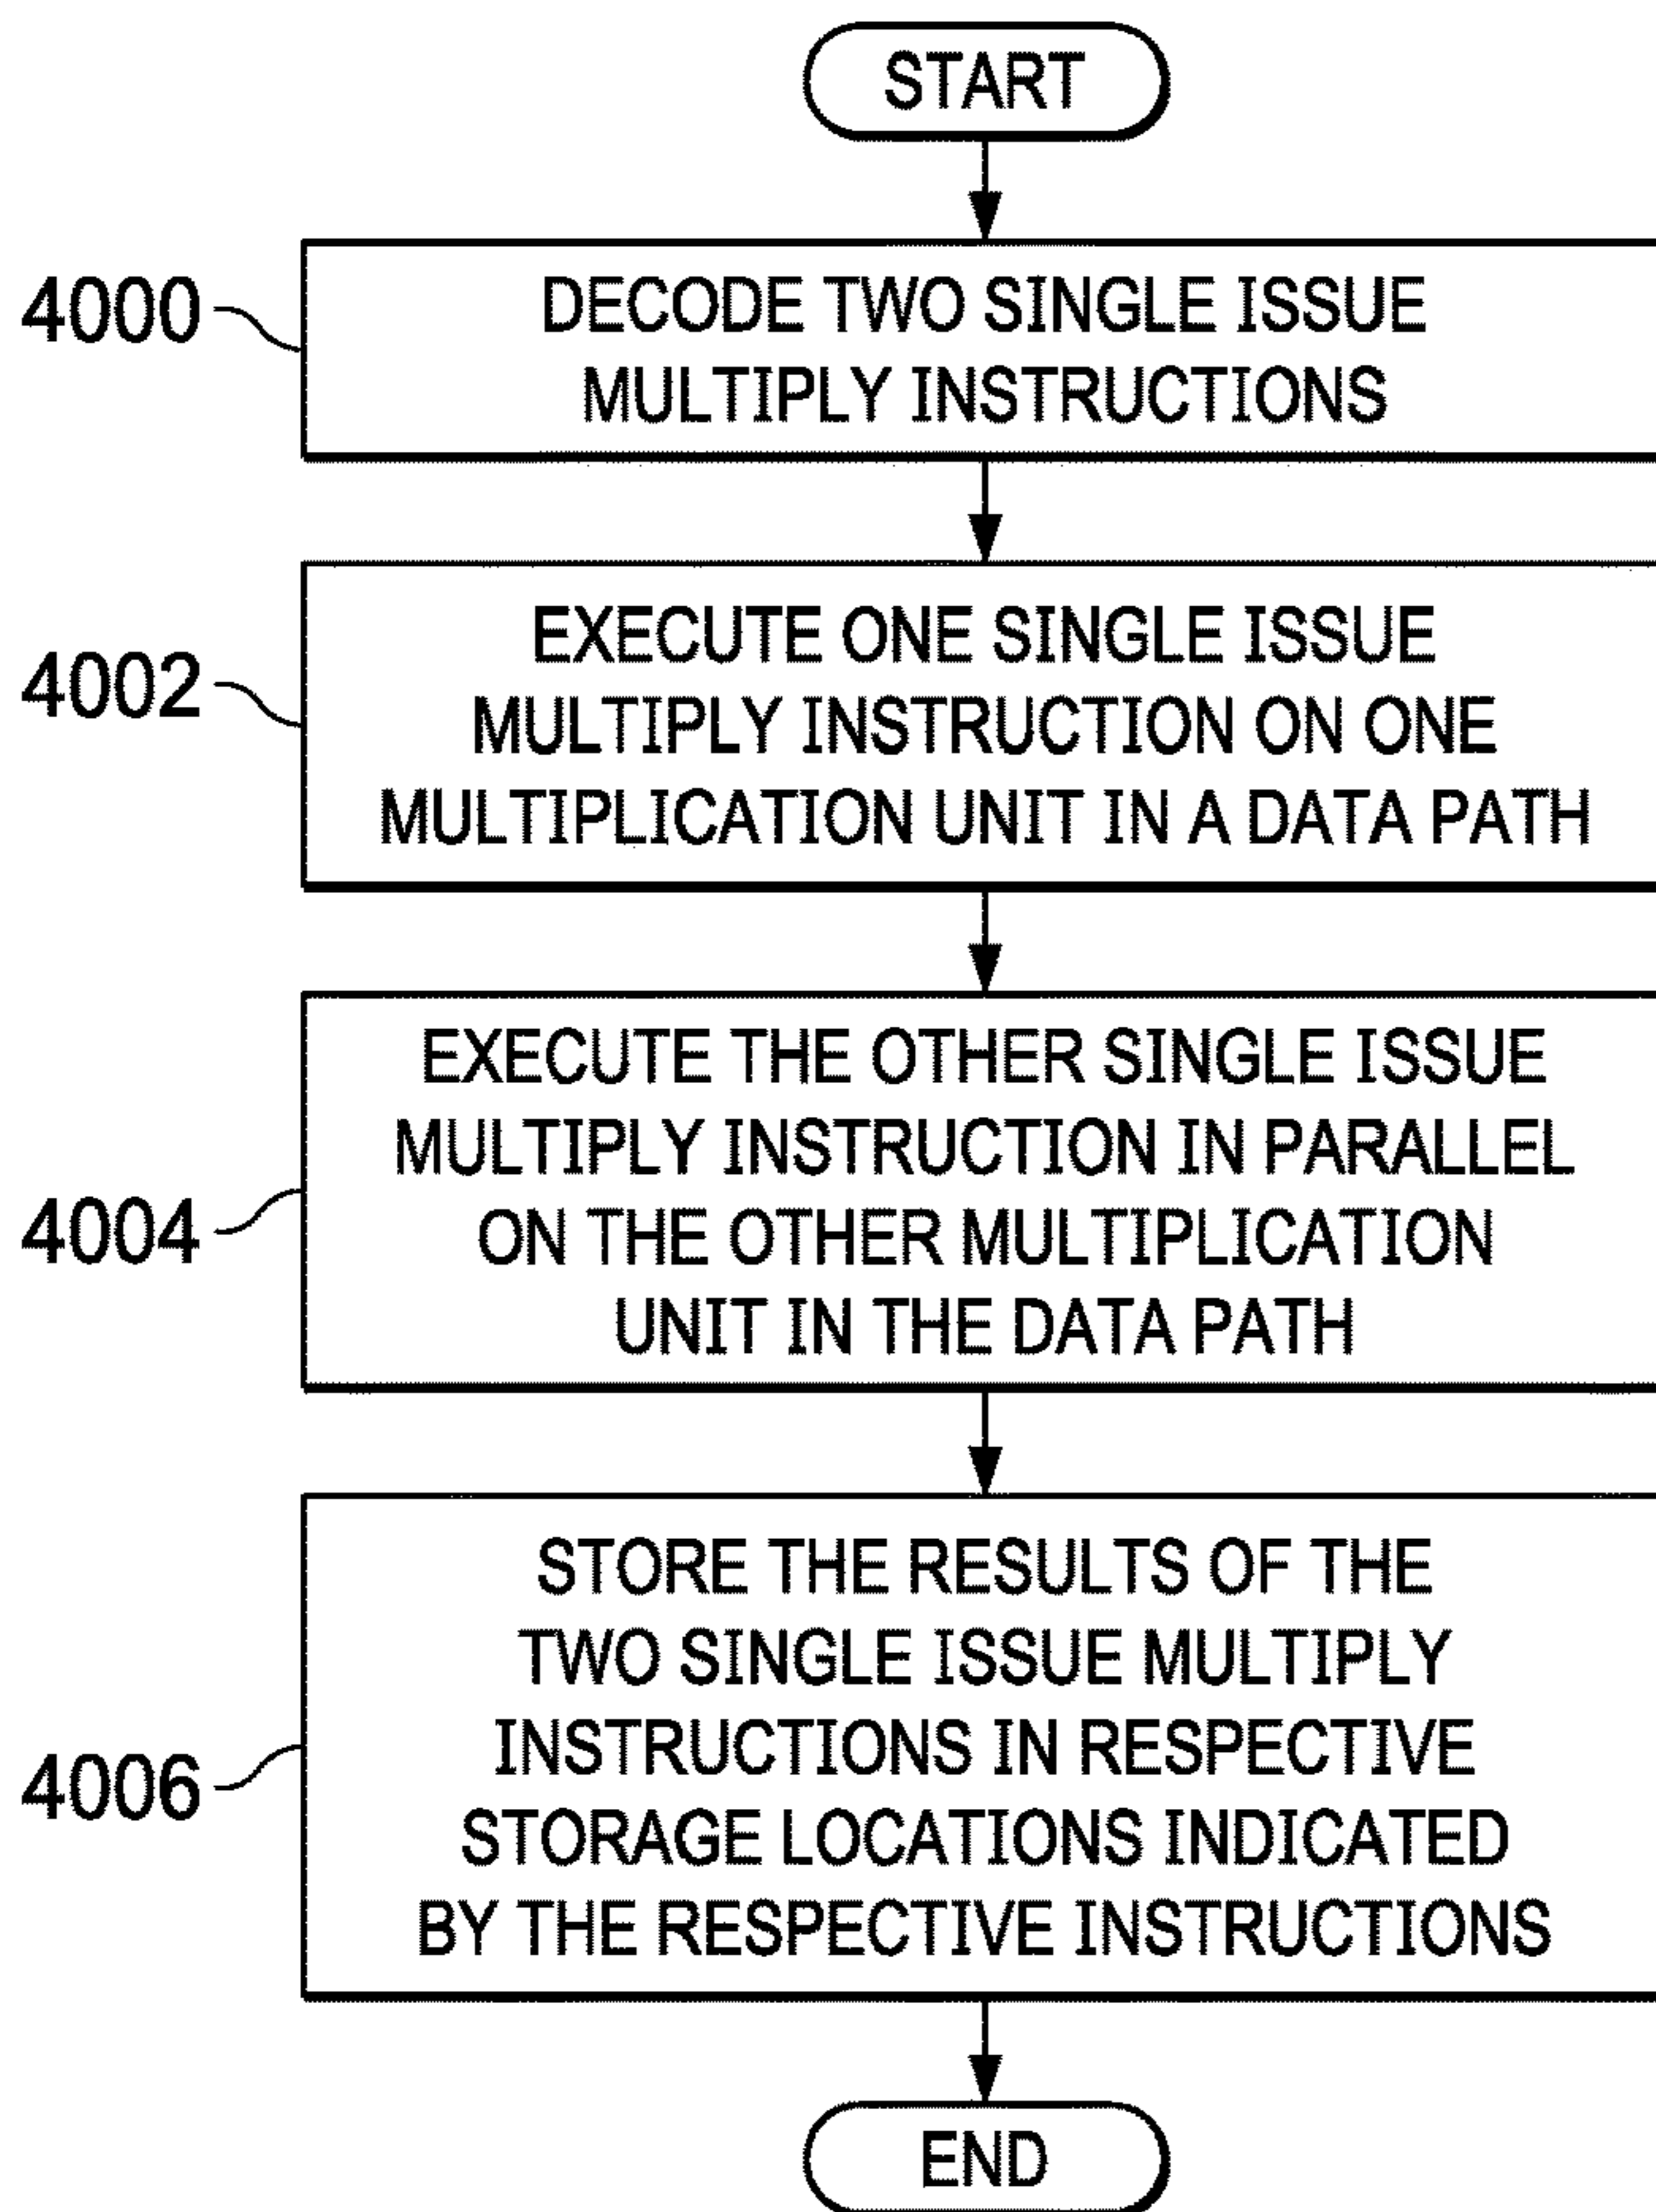 START
4000
DECODE TWO SINGLE ISSUE
MULTIPLY INSTRUCTIONS
4002
EXECUTE ONE SINGLE ISSUE
MULTIPLY INSTRUCTION ON ONE
MULTIPLICATION UNIT IN A DATA PATH
4004
EXECUTE THE OTHER SINGLE ISSUE
MULTIPLY INSTRUCTION IN PARALLEL
ON THE OTHER MULTIPLICATION
UNIT IN THE DATA PATH
4006
STORE THE RESULTS OF THE
TWO SINGLE ISSUE MULTIPLY
INSTRUCTIONS IN RESPECTIVE
STORAGE LOCATIONS INDICATED
BY THE RESPECTIVE INSTRUCTIONS
END